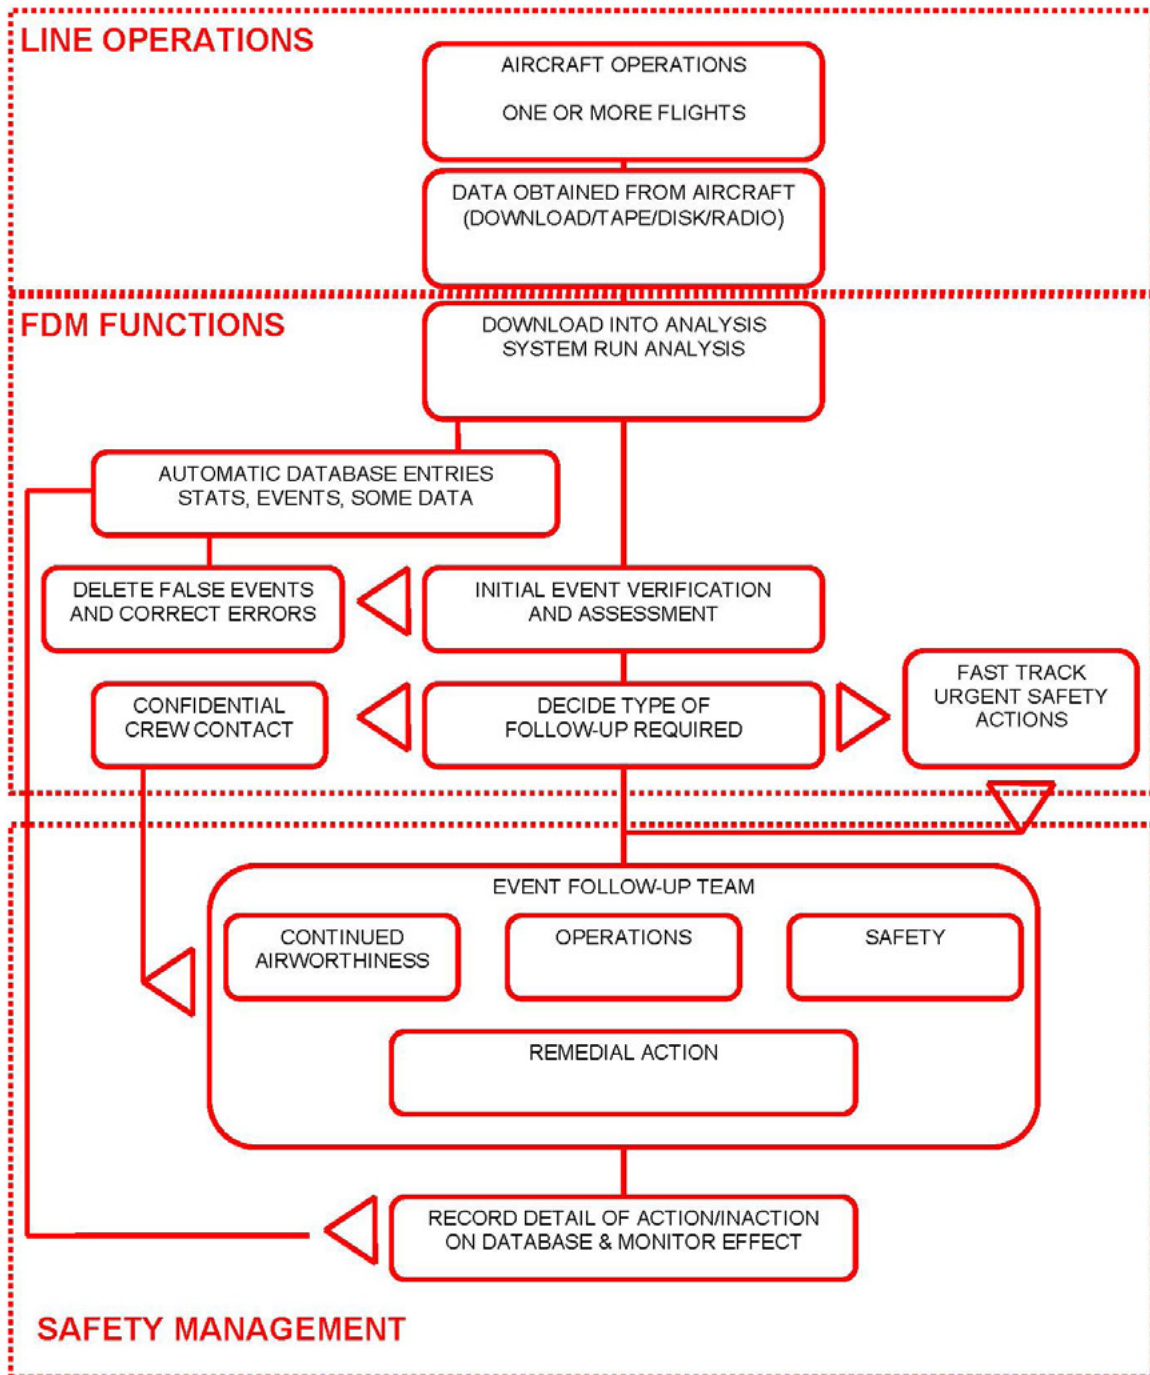 LINE OPERATIONS
AIRCRAFT OPERATIONS
ONE OR MORE FLIGHTS
DATA OBTAINED FROM AIRCRAFT
(DOWNLOAD/TAPE/DISK/RADIO)
FDM FUNCTIONS
DOWNLOAD INTO ANALYSIS
SYSTEM RUN ANALYSIS
AUTOMATIC DATABASE ENTRIES
STATS, EVENTS, SOME DATA
DELETE FALSE EVENTS
AND CORRECT ERRORS
INITIAL EVENT VERIFICATION
AND ASSESSMENT
CONFIDENTIAL
CREW CONTACT
DECIDE TYPE OF
FOLLOW-UP REQUIRED
FAST TRACK
URGENT SAFETY
ACTIONS
EVENT FOLLOW-UP TEAM
CONTINUED
AIRWORTHINESS
OPERATIONS
SAFETY
REMEDIAL ACTION
RECORD DETAIL OF ACTION/INACTION
ON DATABASE & MONITOR EFFECT
SAFETY MANAGEMENT